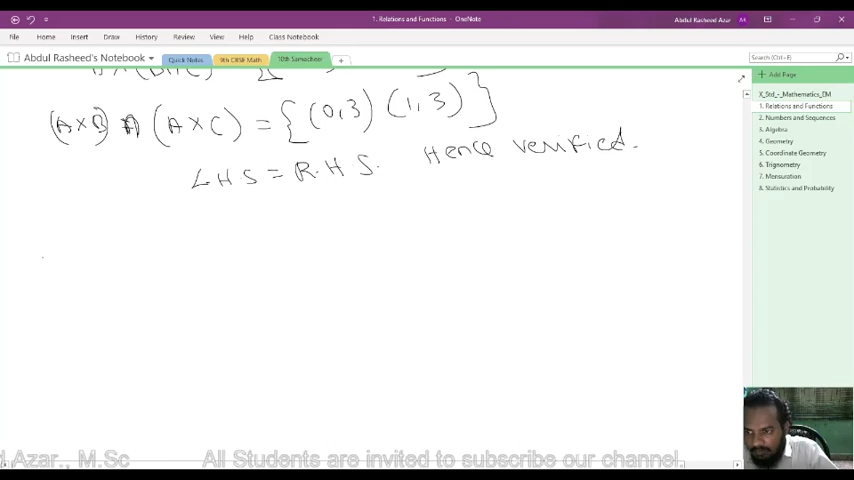 1. Relations and Functions - OneNote
Abdul Rasheed Azar AR
File Home Insert Draw History Review View Help Class Notebook
Abdul Rasheed's Notebook Quick Notes 9th CBSE Math 10th Samacheer + Search (Ctrl+E)
+ Add Page
X_Std_-_Mathematics_EM
1. Relations and Functions
2. Numbers and Sequences
3. Algebra
4. Geometry
5. Coordinate Geometry
6. Trignometry
7. Mensuration
8. Statistics and Probability
(A×B) ∩ (A×C) = {(0,3) (1,3)}
L.H.S = R.H.S. Hence verified.
d Azar., M.Sc All Students are invited to subscribe our channel.